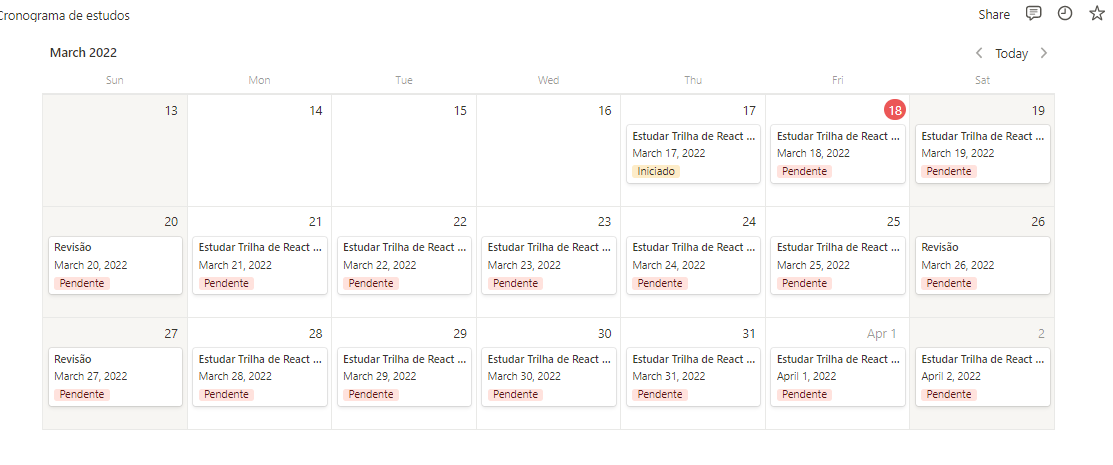 Cronograma de estudos
Share
March 2022
Today
Sun Mon Tue Wed Thu Fri Sat
13 14 15 16 17 18 19
Estudar Trilha de React ... Estudar Trilha de React ... Estudar Trilha de React ...
March 17, 2022 March 18, 2022 March 19, 2022
Iniciado Pendente Pendente
20 21 22 23 24 25 26
Revisão Estudar Trilha de React ... Estudar Trilha de React ... Estudar Trilha de React ... Estudar Trilha de React ... Estudar Trilha de React ... Revisão
March 20, 2022 March 21, 2022 March 22, 2022 March 23, 2022 March 24, 2022 March 25, 2022 March 26, 2022
Pendente Pendente Pendente Pendente Pendente Pendente Pendente
27 28 29 30 31 Apr 1 2
Revisão Estudar Trilha de React ... Estudar Trilha de React ... Estudar Trilha de React ... Estudar Trilha de React ... Estudar Trilha de React ... Estudar Trilha de React ...
March 27, 2022 March 28, 2022 March 29, 2022 March 30, 2022 March 31, 2022 April 1, 2022 April 2, 2022
Pendente Pendente Pendente Pendente Pendente Pendente Pendente